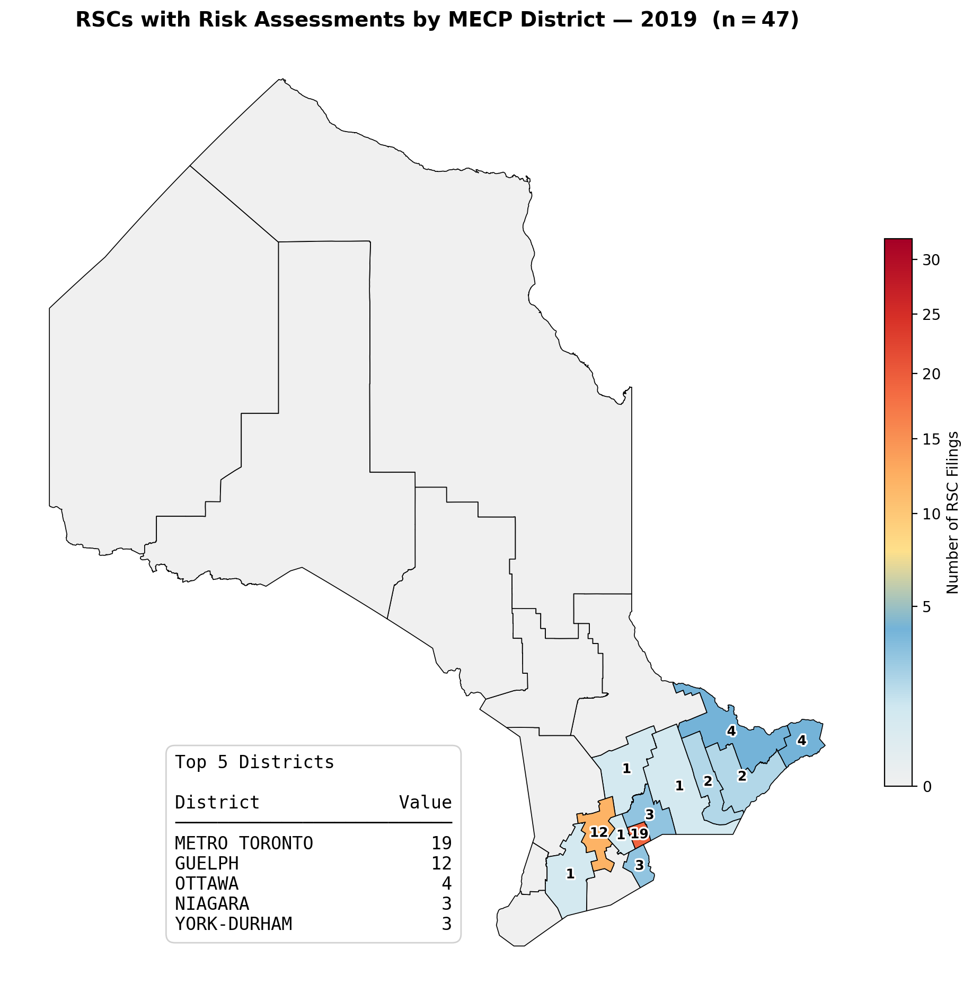 RSCs with Risk Assessments by MECP District — 2019 (n = 47)
30
25
20
15
10
5
0
Number of RSC Filings
4
4
1
1
2
2
3
12
1
19
3
1
Top 5 Districts
District Value
METRO TORONTO 19
GUELPH 12
OTTAWA 4
NIAGARA 3
YORK-DURHAM 3